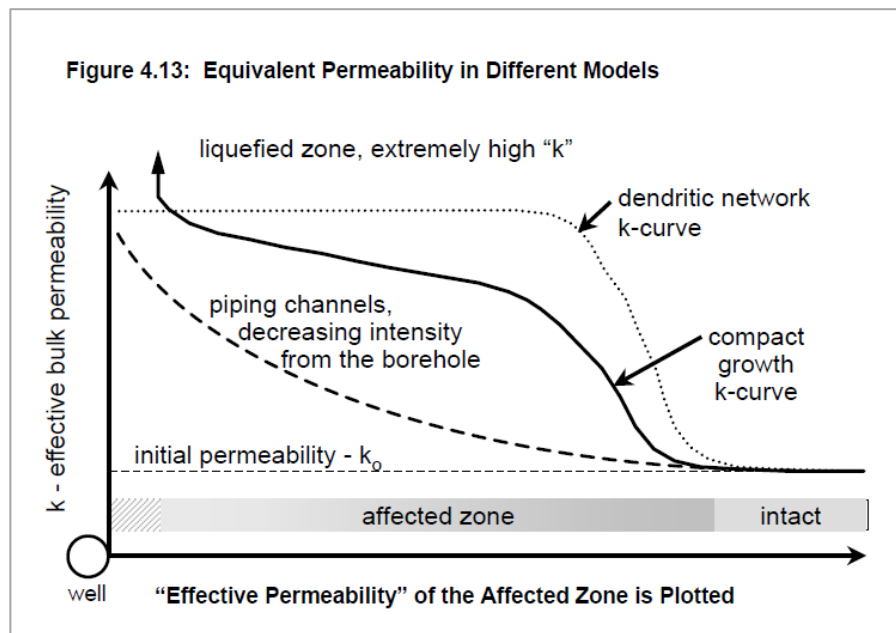 Figure 4.13:  Equivalent Permeability in Different Models
liquefied zone, extremely high “k”
dendritic network
k-curve
k - effective bulk permeability
piping channels,
decreasing intensity
from the borehole
compact
growth
k-curve
initial permeability - ko
affected zone
intact
well
“Effective Permeability” of the Affected Zone is Plotted